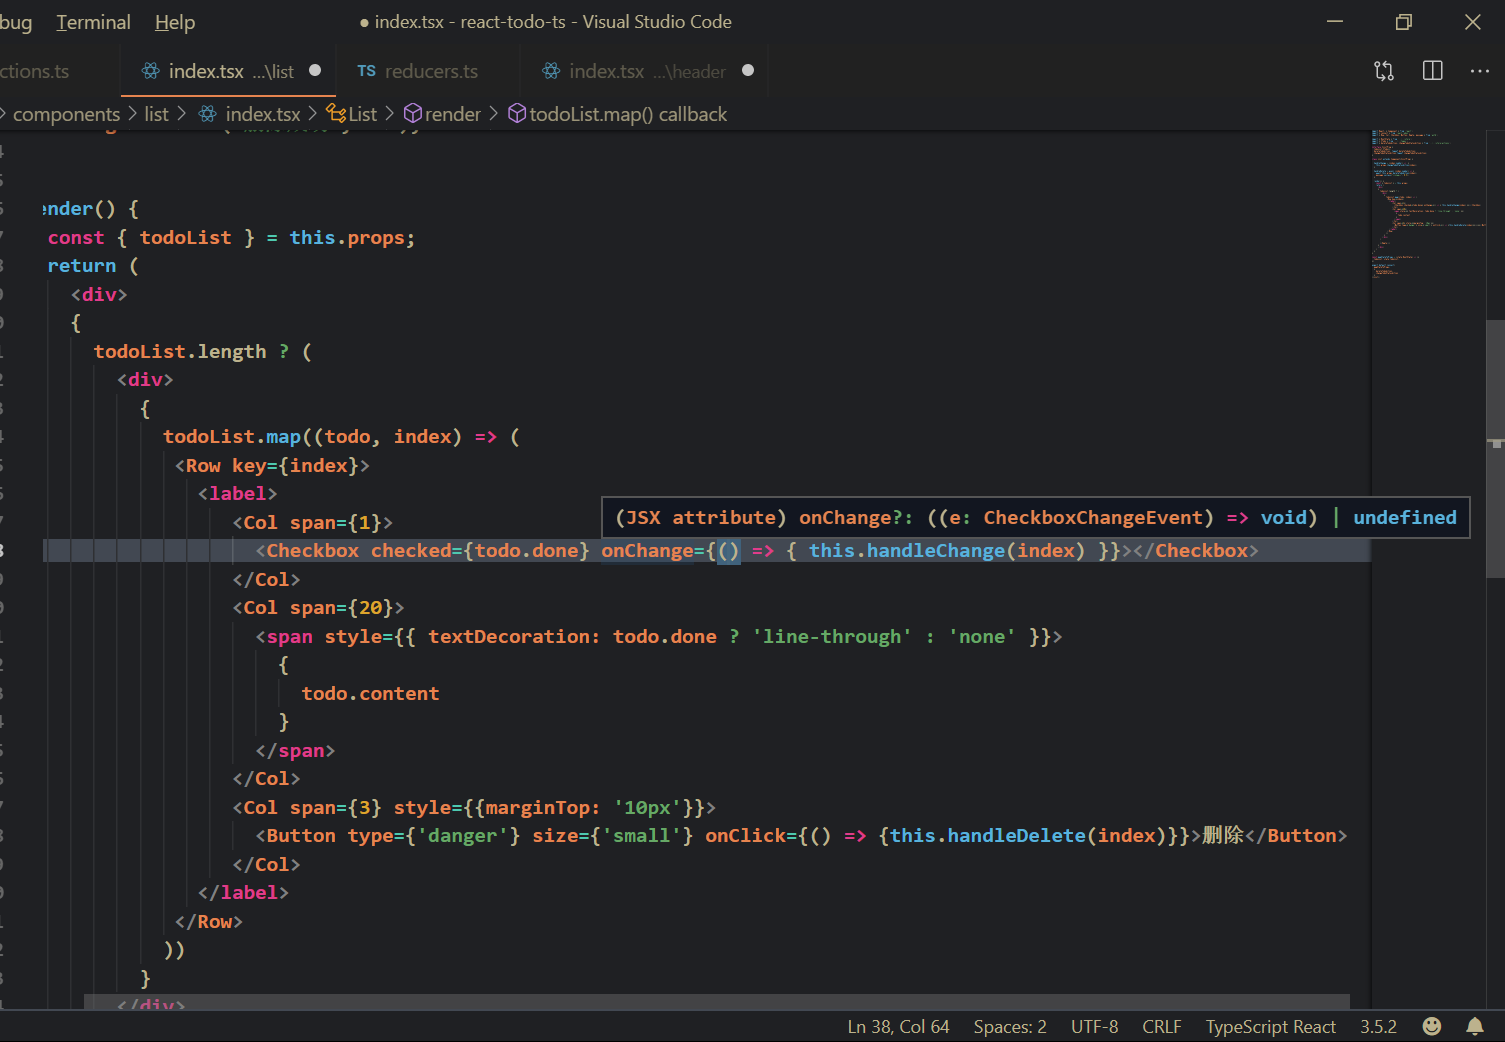 bug Terminal Help ● index.tsx - react-todo-ts - Visual Studio Code
ctions.ts index.tsx ...\list TS reducers.ts index.tsx ...\header
components > list > index.tsx > List > render > todoList.map() callback
ender() {
const { todoList } = this.props;
return (
<div>
{
todoList.length ? (
<div>
{
todoList.map((todo, index) => (
<Row key={index}>
<label>
<Col span={1}>
(JSX attribute) onChange?: ((e: CheckboxChangeEvent) => void) | undefined
<Checkbox checked={todo.done} onChange={() => { this.handleChange(index) }}></Checkbox>
</Col>
<Col span={20}>
<span style={{ textDecoration: todo.done ? 'line-through' : 'none' }}>
{
todo.content
}
</span>
</Col>
<Col span={3} style={{marginTop: '10px'}}>
<Button type={'danger'} size={'small'} onClick={() => {this.handleDelete(index)}}>删除</Button>
</Col>
</label>
</Row>
))
}
</div>
Ln 38, Col 64 Spaces: 2 UTF-8 CRLF TypeScript React 3.5.2